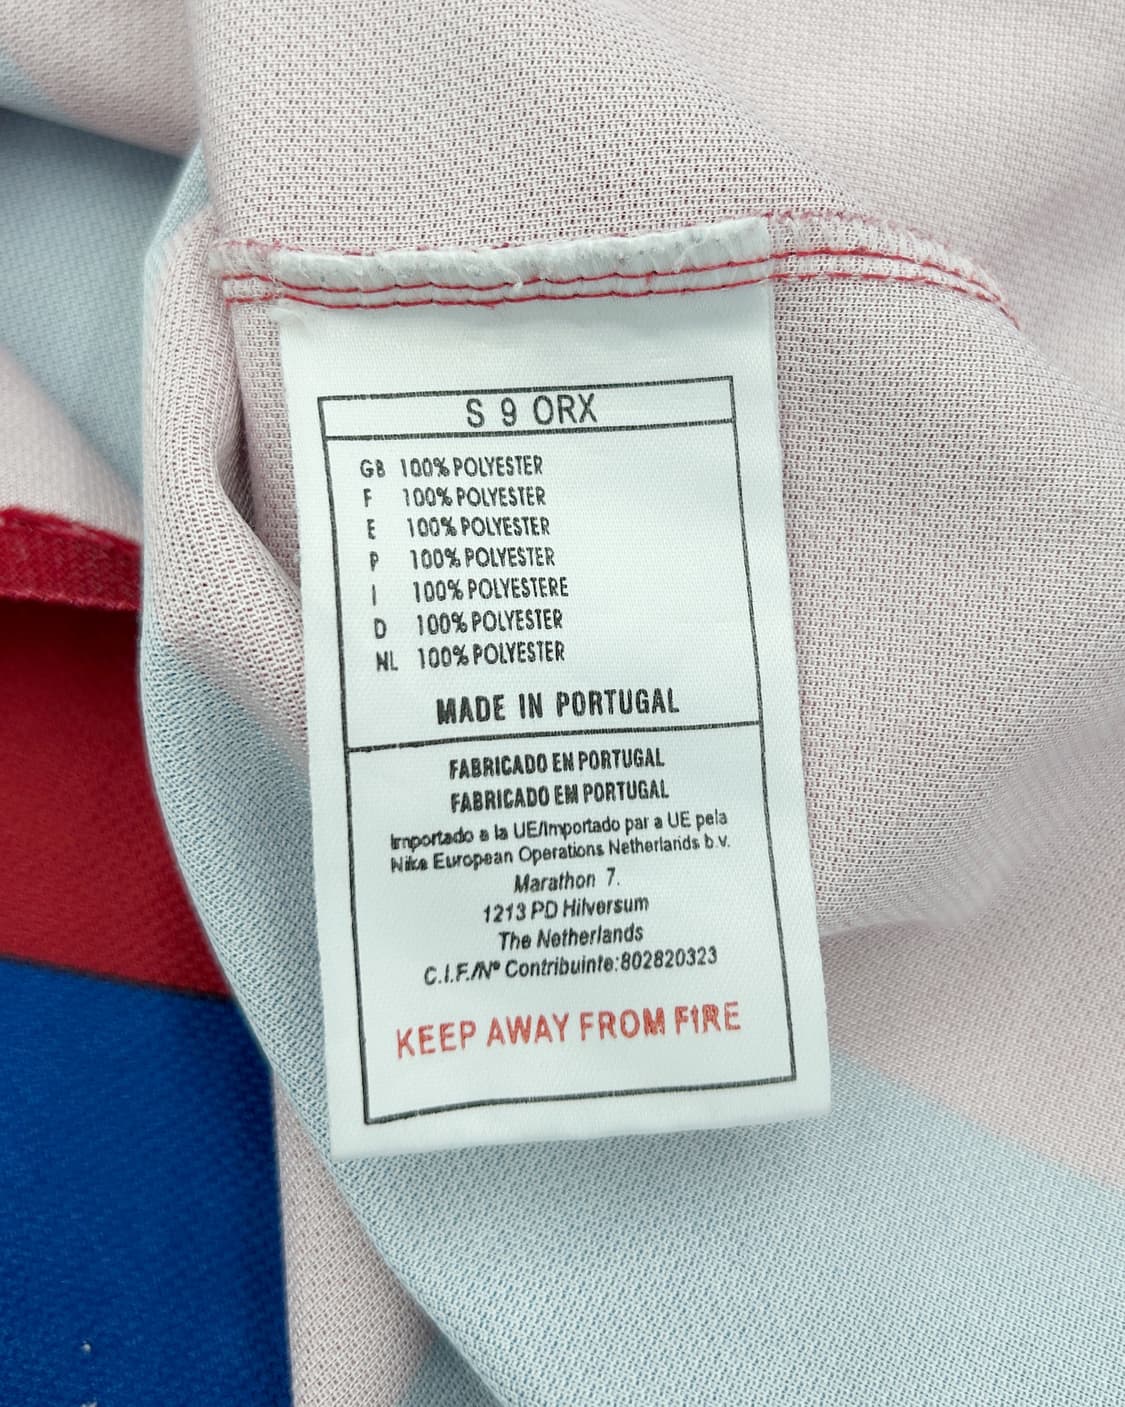 S 9 ORX
GB 100% POLYESTER
F 100% POLYESTER
E 100% POLYESTER
P 100% POLYESTER
I 100% POLYESTERE
D 100% POLYESTER
NL 100% POLYESTER
MADE IN PORTUGAL
FABRICADO EN PORTUGAL
FABRICADO EM PORTUGAL
Importado a la UE/Importado par a UE pela
Nike European Operations Netherlands b.v.
Marathon 7.
1213 PD Hilversum
The Netherlands
C.I.F./Nº Contribuinte:802820323
KEEP AWAY FROM FIRE